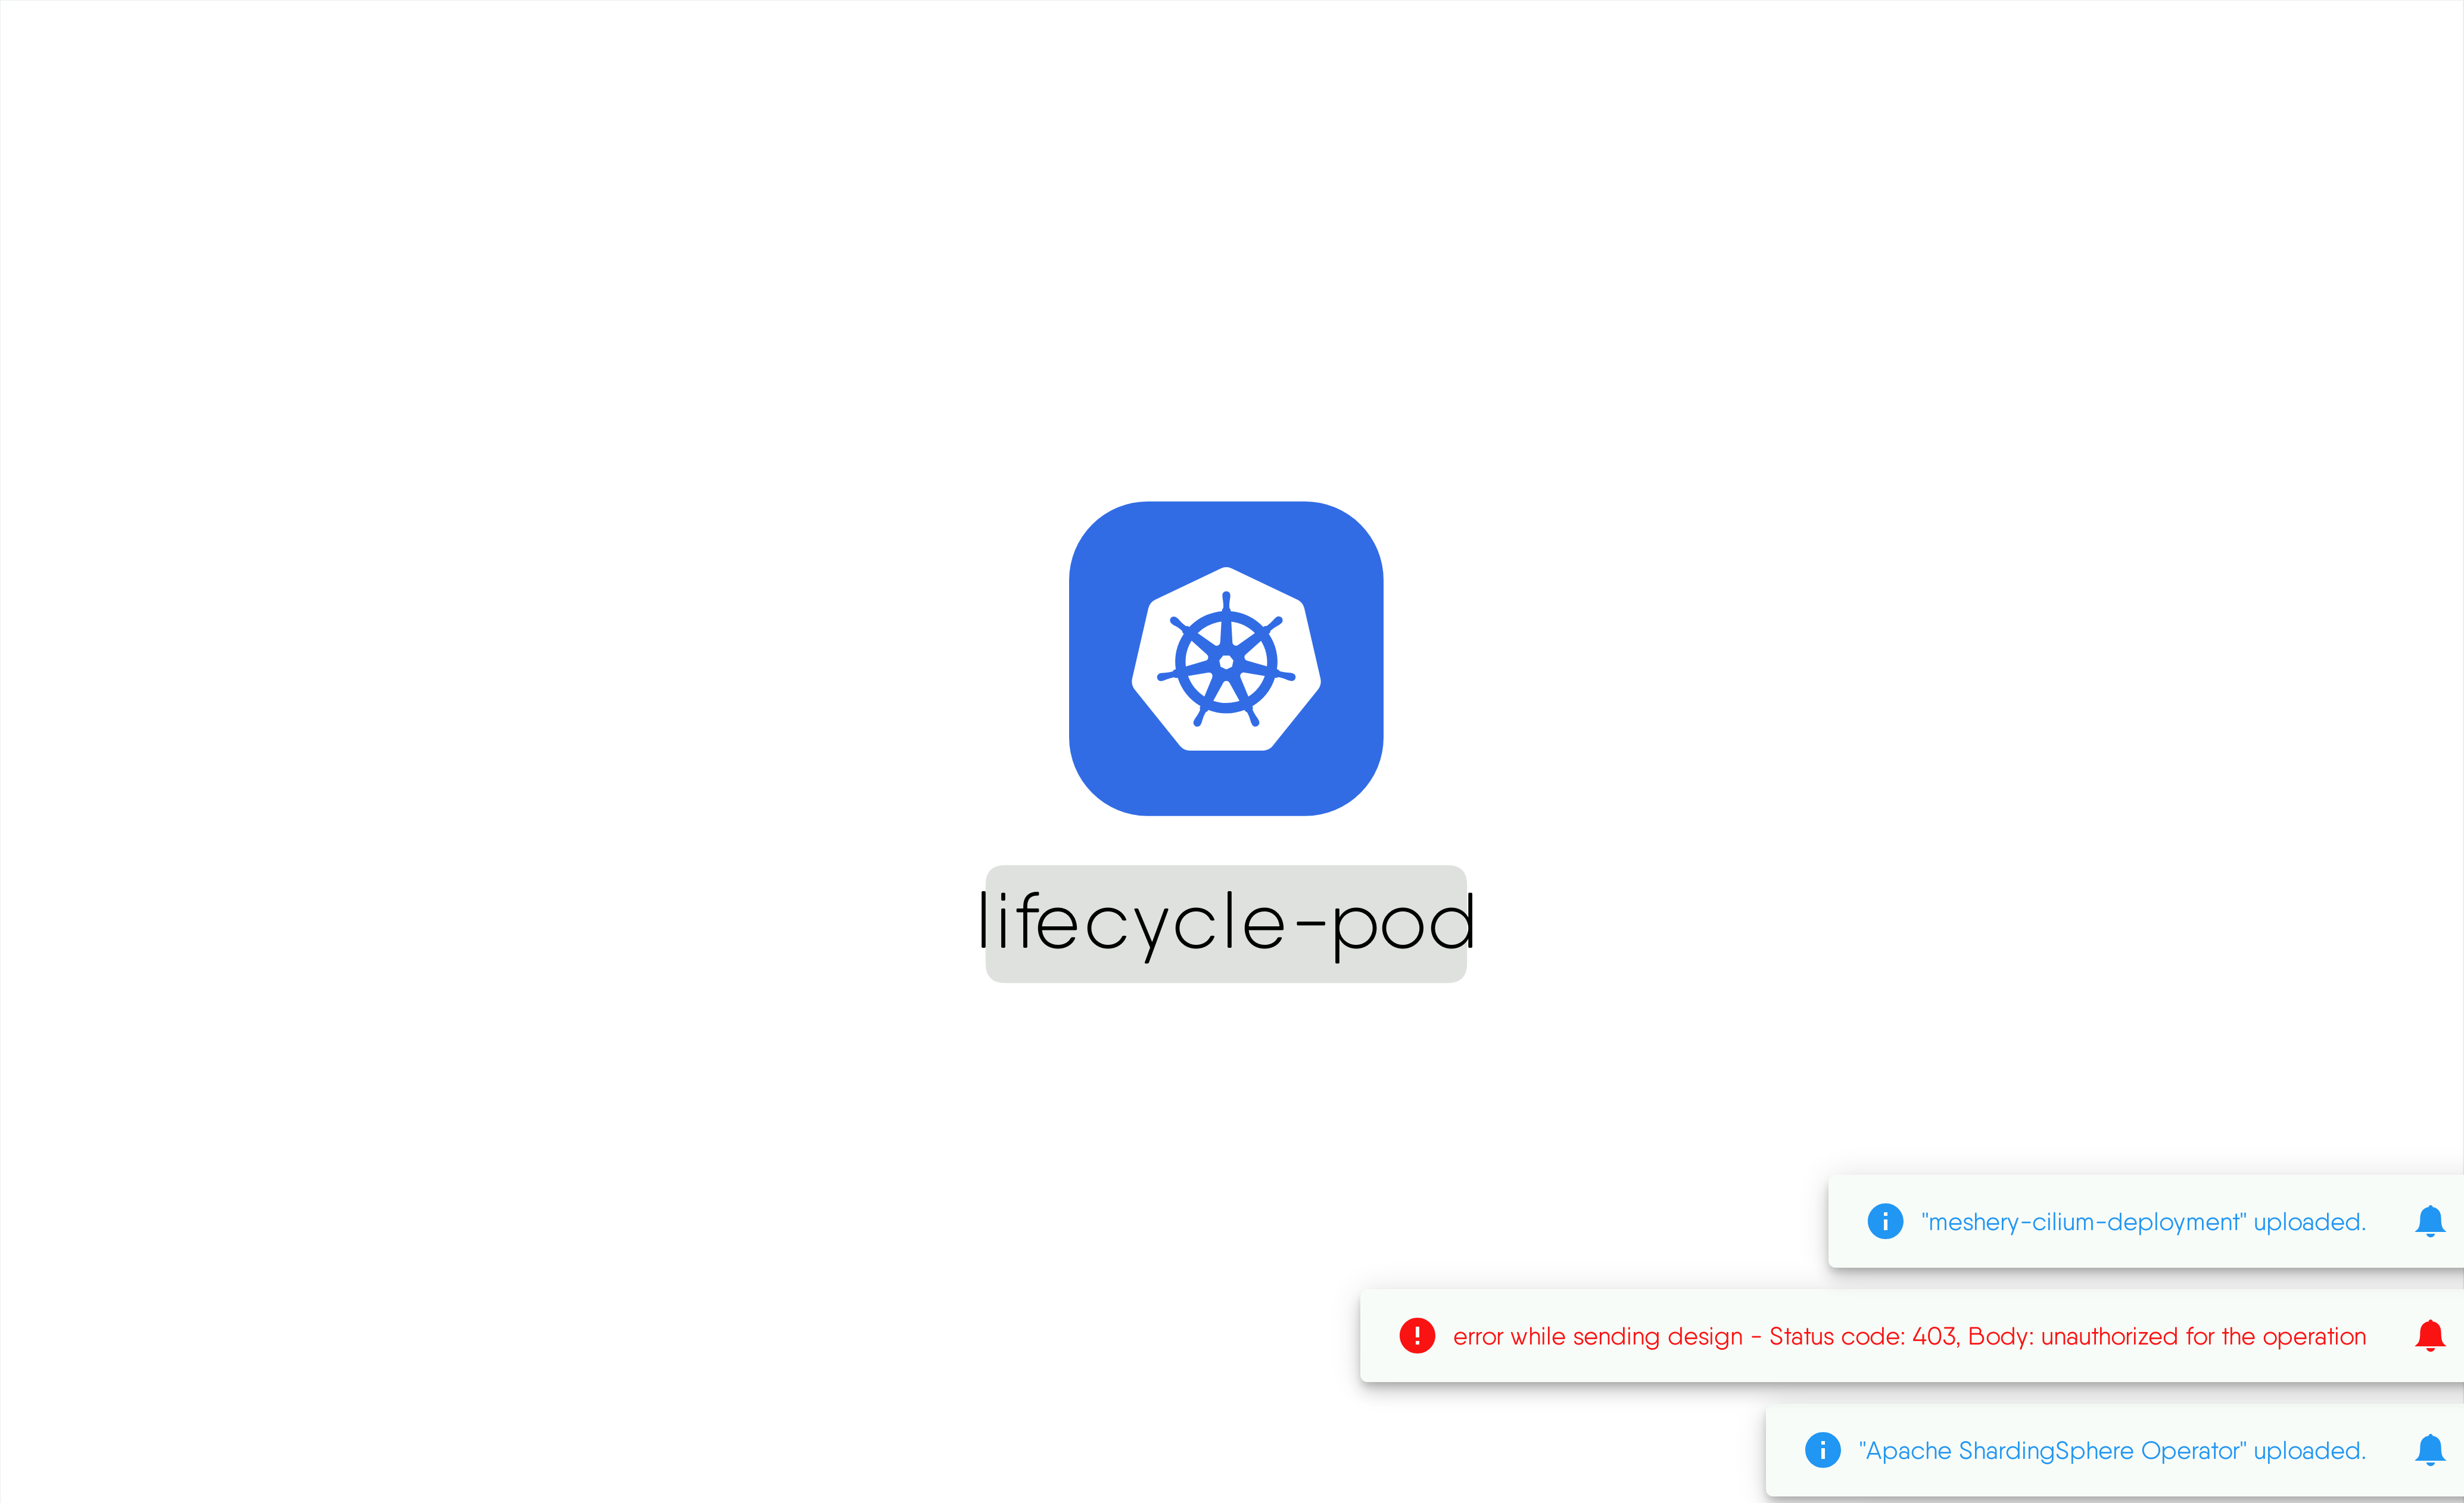 lifecycle-pod
"meshery-cilium-deployment" uploaded.
error while sending design - Status code: 403, Body: unauthorized for the operation
"Apache ShardingSphere Operator" uploaded.